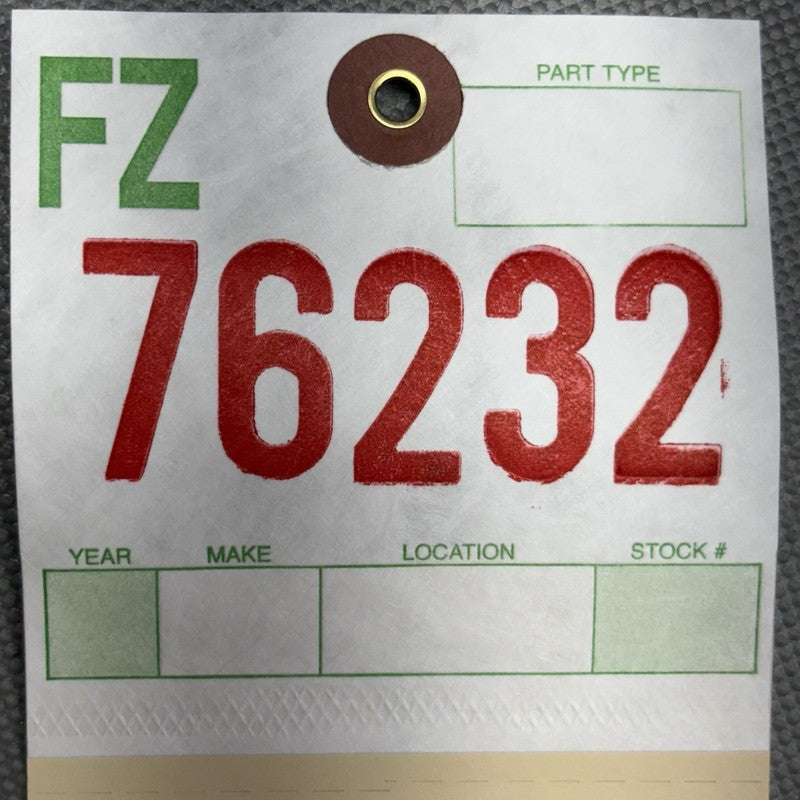 FZ
PART TYPE
76232
YEAR MAKE LOCATION STOCK #